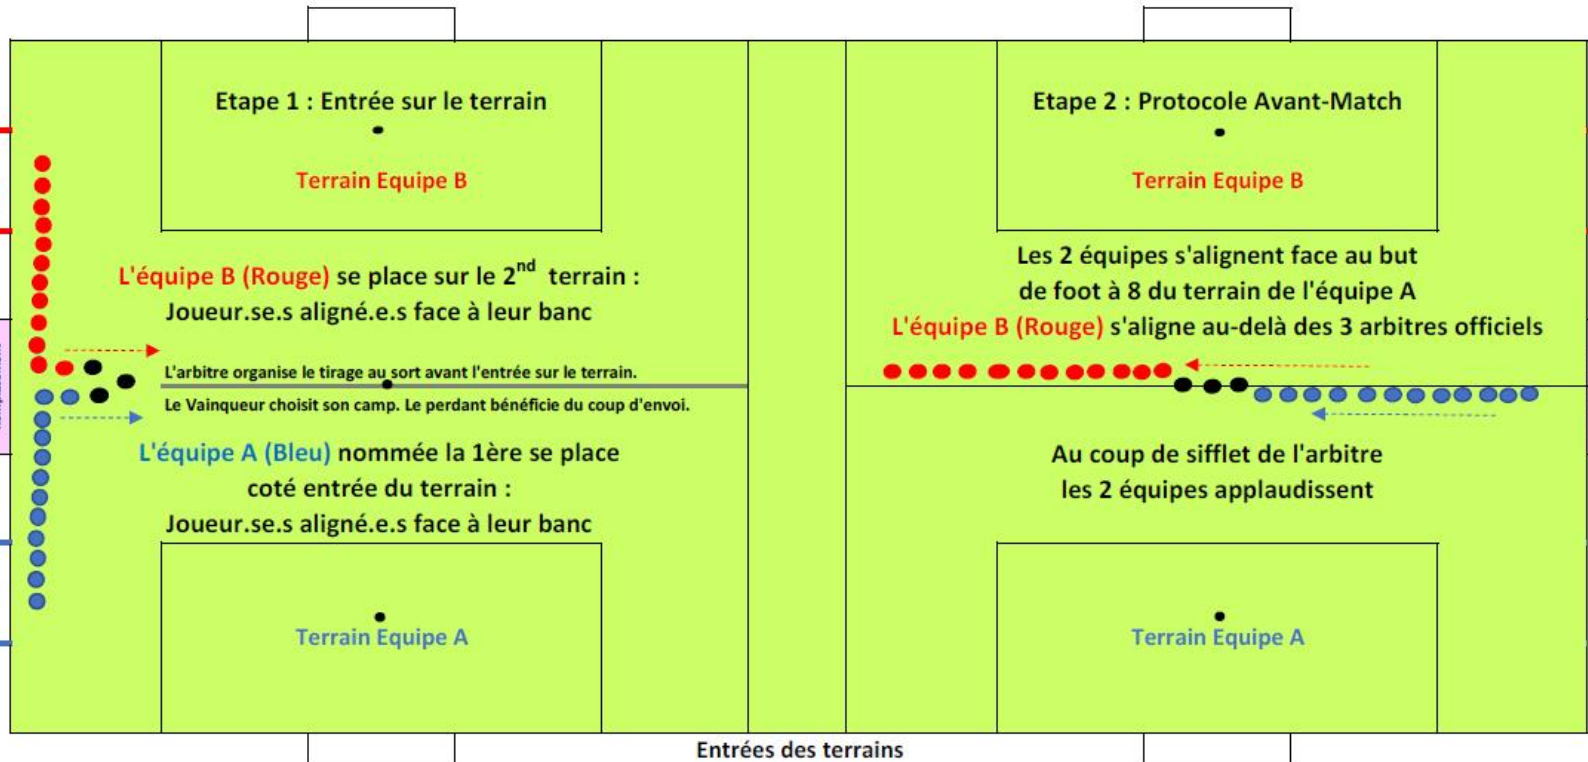 Etape 1 : Entrée sur le terrain
Terrain Equipe B
L'équipe B (Rouge) se place sur le 2nd terrain :
Joueur.se.s aligné.e.s face à leur banc
L'arbitre organise le tirage au sort avant l'entrée sur le terrain.
Le Vainqueur choisit son camp. Le perdant bénéficie du coup d'envoi.
L'équipe A (Bleu) nommée la 1ère se place
coté entrée du terrain :
Joueur.se.s aligné.e.s face à leur banc
Terrain Equipe A
Etape 2 : Protocole Avant-Match
Terrain Equipe B
Les 2 équipes s'alignent face au but
de foot à 8 du terrain de l'équipe A
L'équipe B (Rouge) s'aligne au-delà des 3 arbitres officiels
Au coup de sifflet de l'arbitre
les 2 équipes applaudissent
Terrain Equipe A
Entrées des terrains